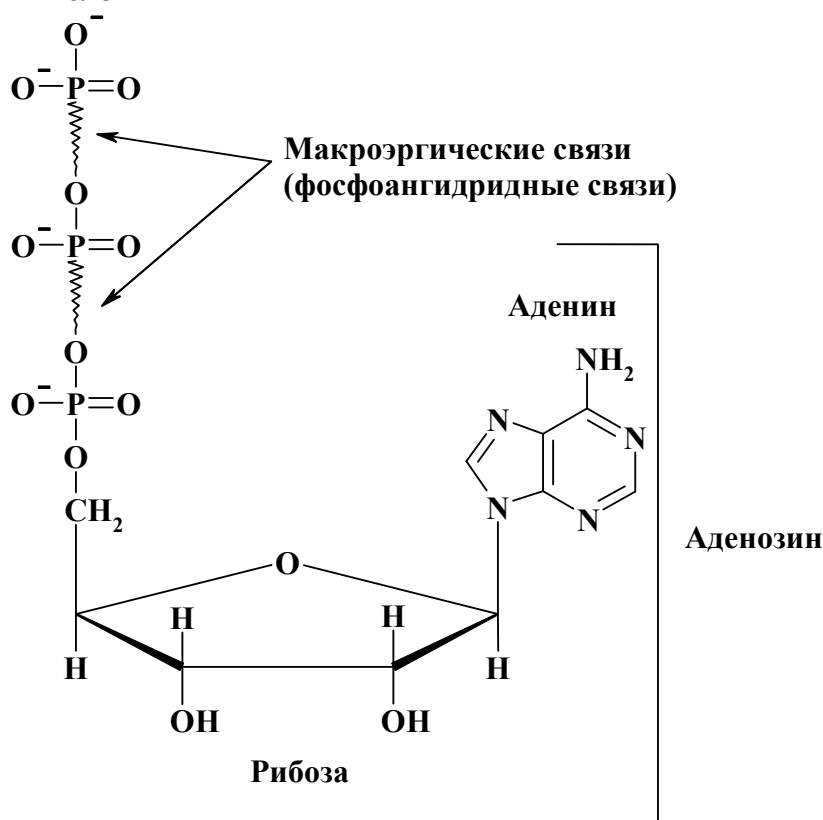 O⁻
O⁻–P=O
Макроэргические связи
(фосфоангидридные связи)
O
O⁻–P=O
Аденин
O
NH₂
O⁻–P=O
N
N
O
CH₂
N
N
Аденозин
O
H
H
H
H
OH
OH
Рибоза